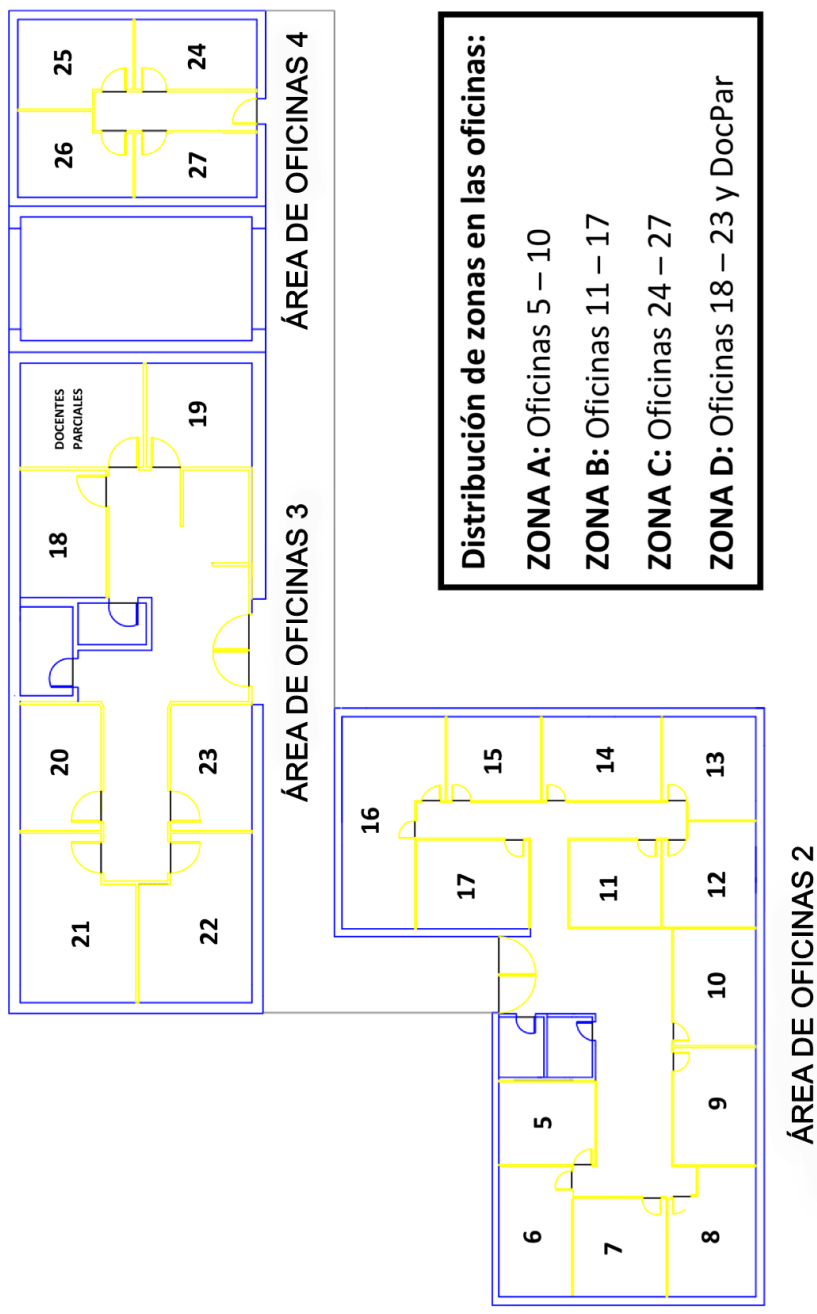 21
20
18
DOCENTES
PARCIALES
22
23
19
ÁREA DE OFICINAS 3
26
25
27
24
ÁREA DE OFICINAS 4
6
5
7
8
9
10
16
17
15
11
14
12
13
ÁREA DE OFICINAS 2
Distribución de zonas en las oficinas:
ZONA A: Oficinas 5 – 10
ZONA B: Oficinas 11 – 17
ZONA C: Oficinas 24 – 27
ZONA D: Oficinas 18 – 23 y DocPar